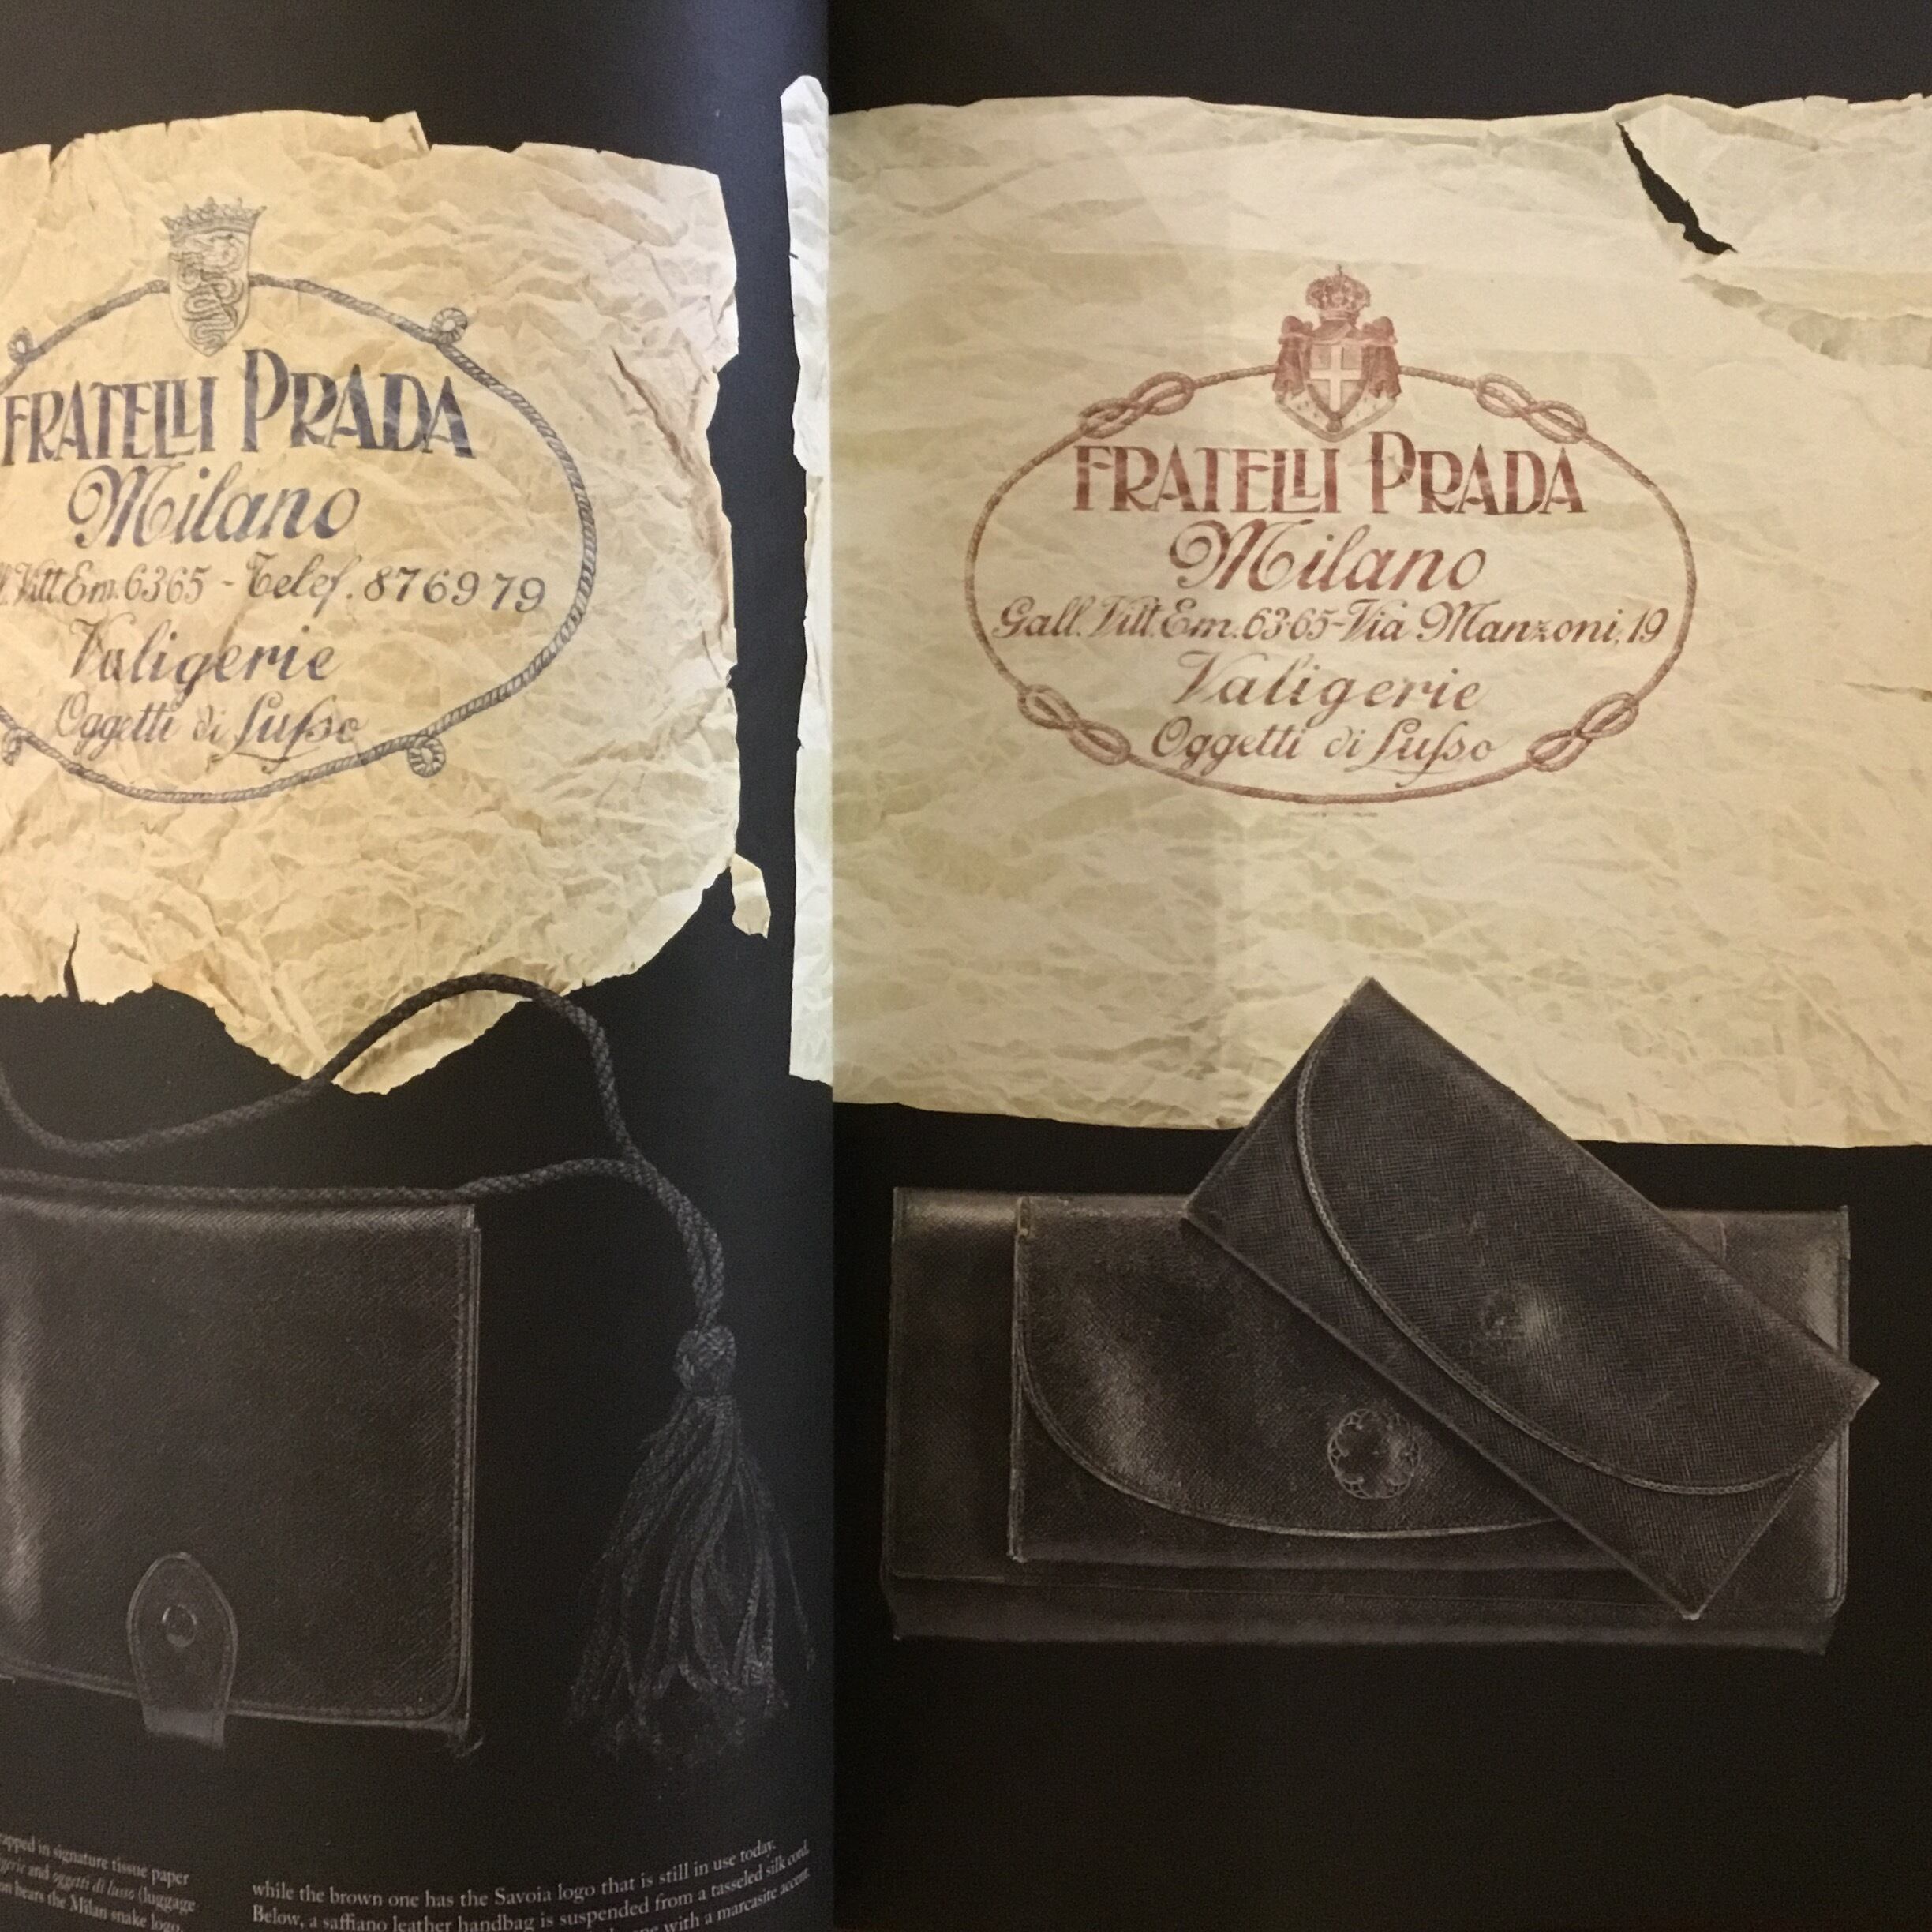 FRATELLI PRADA
Milano
Vitt.Em.6365 - Telef. 876979
Valigerie
Oggetti di Lusso
FRATELLI PRADA
Milano
Gall. Vitt.Em.63-65-Via Manzoni, 19
Valigerie
Oggetti di Lusso
in signature tissue paper
and oggetti di lusso (luggage
bears the Milan snake logo,
while the brown one has the Savoia logo that is still in use today.
Below, a saffiano leather handbag is suspended from a tasseled silk cord,
one with a marcasite accent.